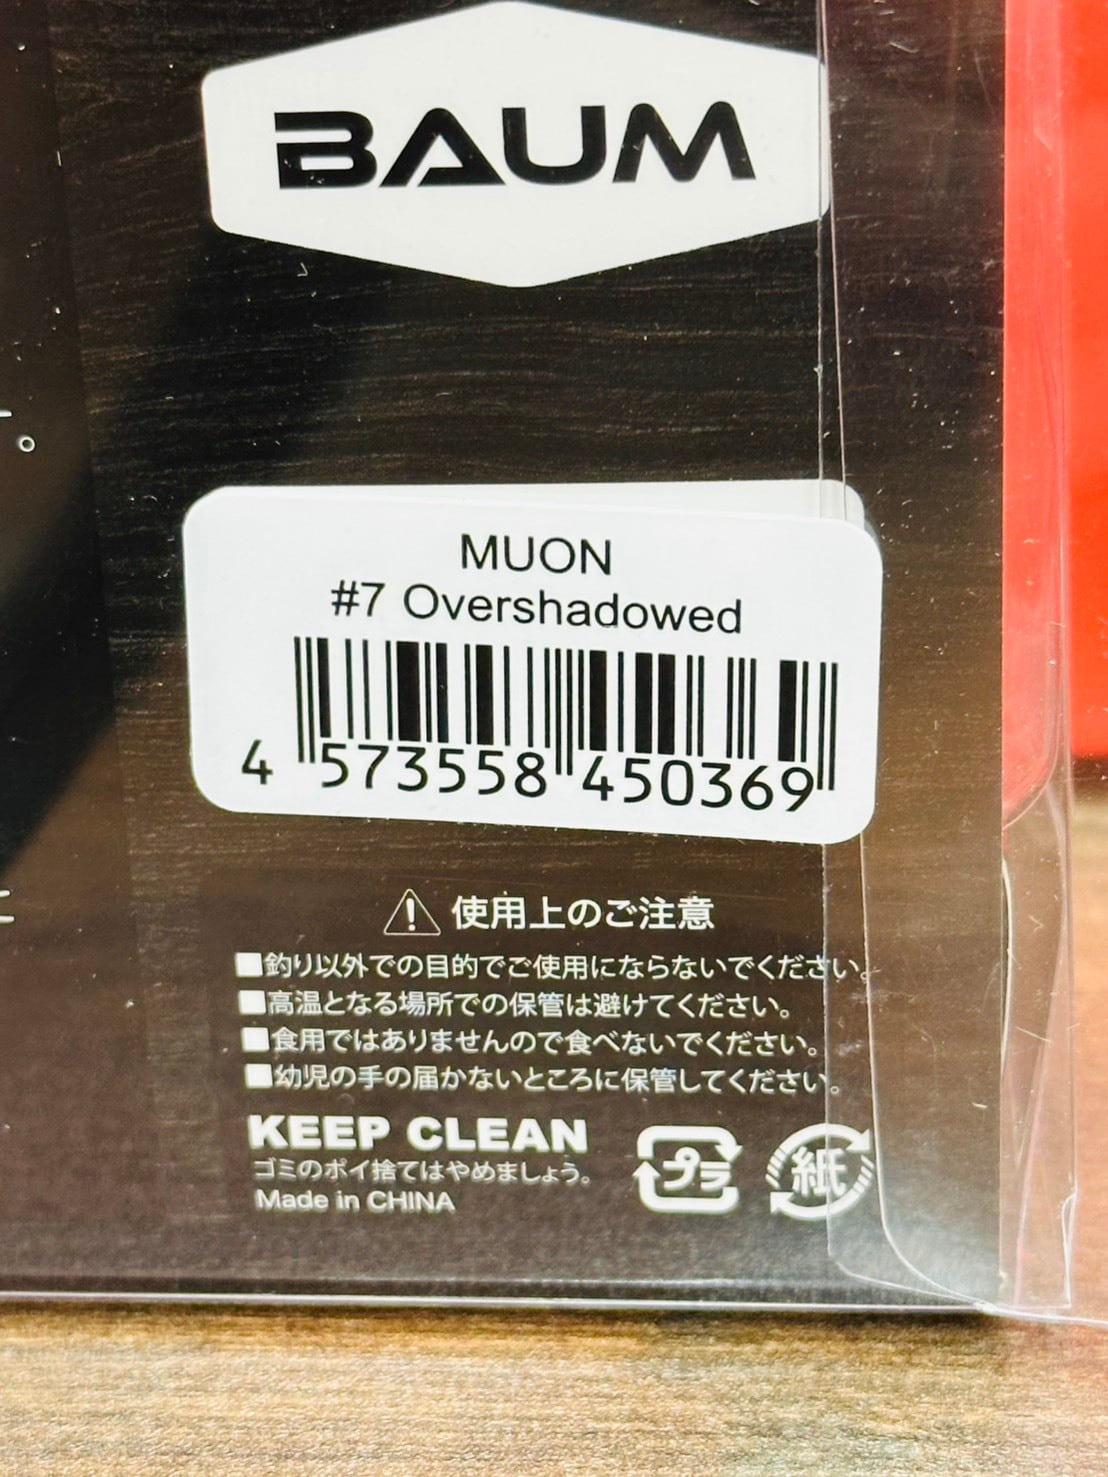 BAUM
MUON
#7 Overshadowed
4 573558 450369
使用上のご注意
■釣り以外での目的でご使用にならないでください。
■高温となる場所での保管は避けてください。
■食用ではありませんので食べないでください。
■幼児の手の届かないところに保管してください。
KEEP CLEAN
ゴミのポイ捨てはやめましょう。
Made in CHINA
プラ
紙